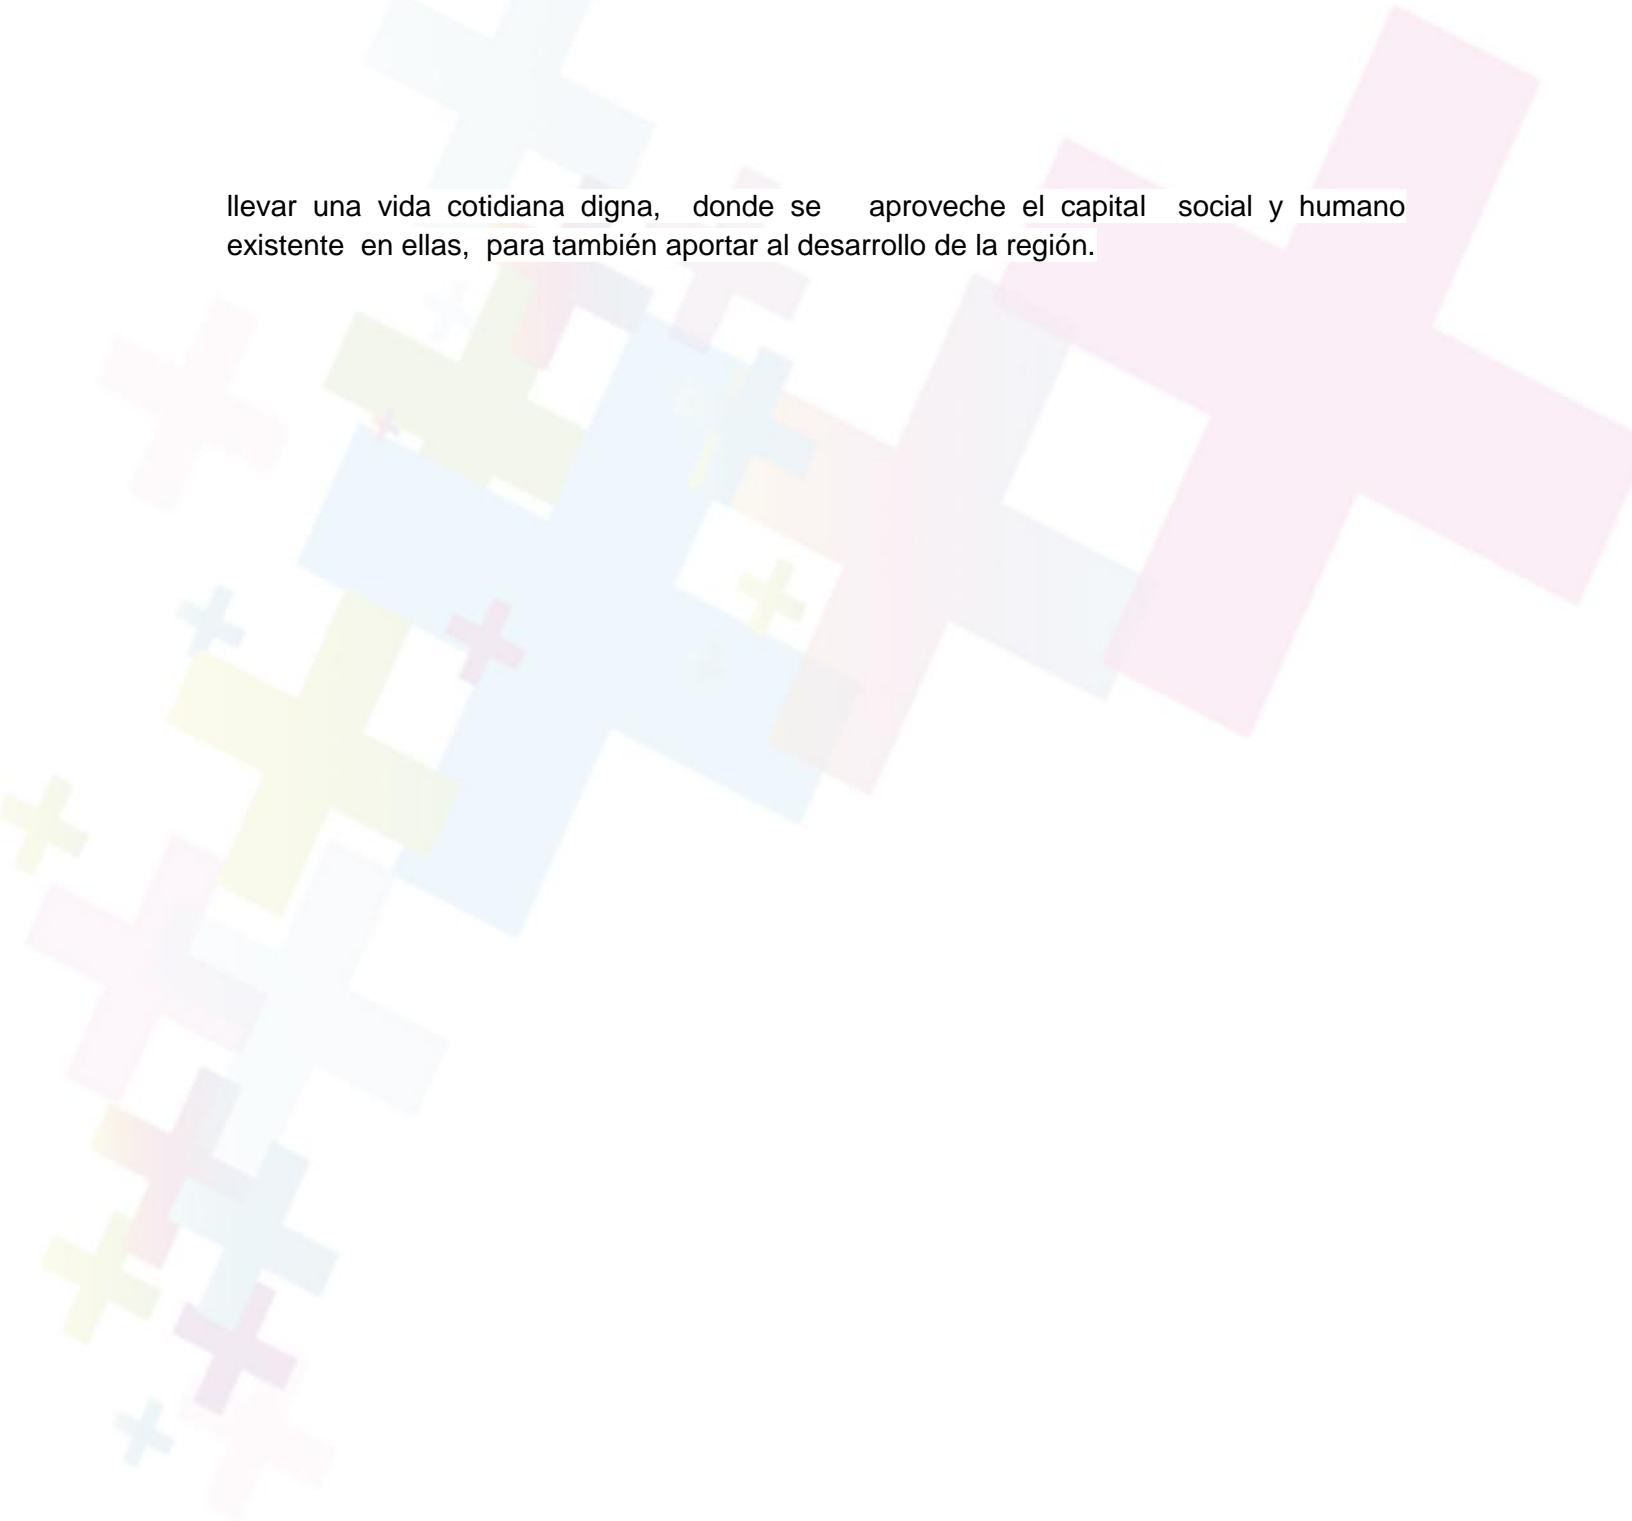 llevar una vida cotidiana digna, donde se aproveche el capital social y humano
existente en ellas, para también aportar al desarrollo de la región.